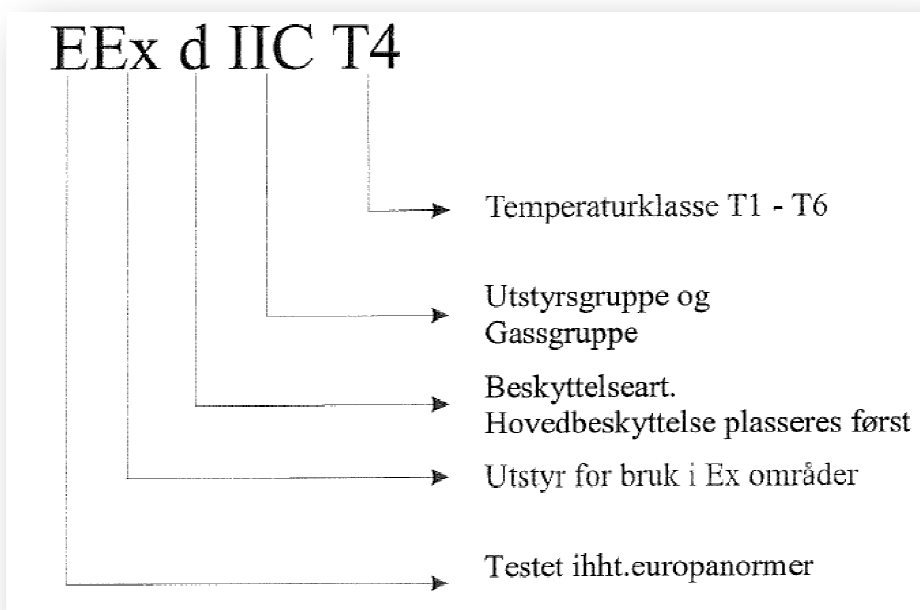 EEx d IIC T4
Temperaturklasse T1 - T6
Utstyrsgruppe og
Gassgruppe
Beskyttelseart.
Hovedbeskyttelse plasseres først
Utstyr for bruk i Ex områder
Testet ihht.europanormer